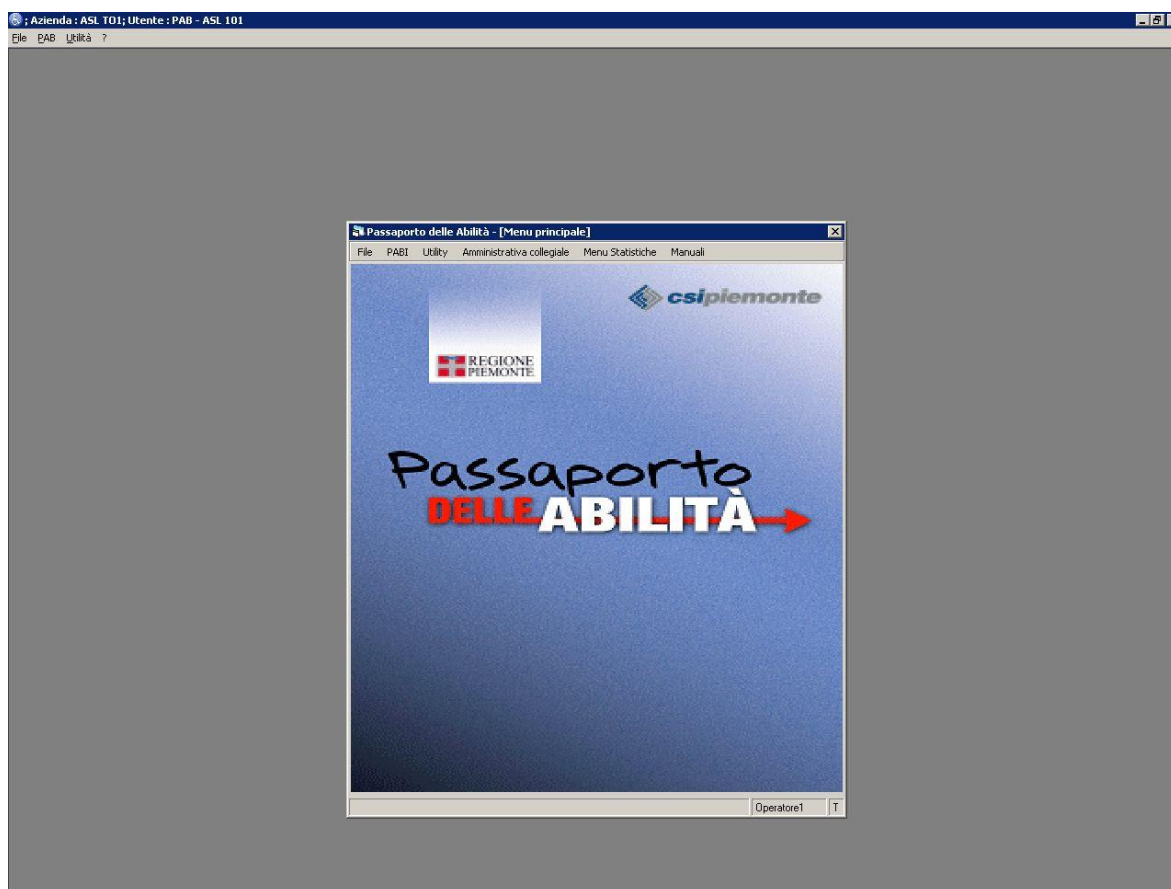 ; Azienda : ASL TO1; Utente : PAB - ASL 101
File PAB Utilità ?
Passaporto delle Abilità - [Menu principale]
File PABI Utility Amministrativa collegiale Menu Statistiche Manuali
csipiemonte
REGIONE
PIEMONTE
Passaporto
DELLE ABILITÀ
Operatore1 T